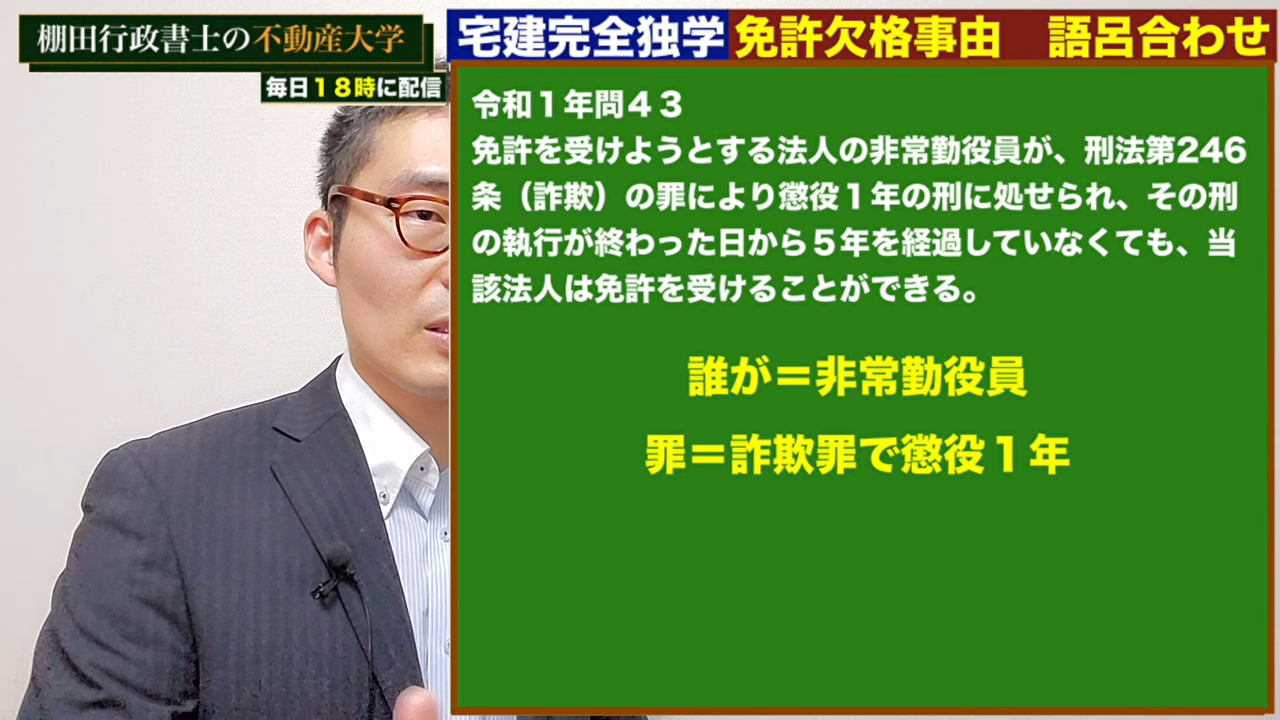 棚田行政書士の不動産大学
毎日１８時に配信
宅建完全独学 免許欠格事由 語呂合わせ
令和１年問４３
免許を受けようとする法人の非常勤役員が、刑法第246
条（詐欺）の罪により懲役１年の刑に処せられ、その刑
の執行が終わった日から５年を経過していなくても、当
該法人は免許を受けることができる。
誰が＝非常勤役員
罪＝詐欺罪で懲役１年